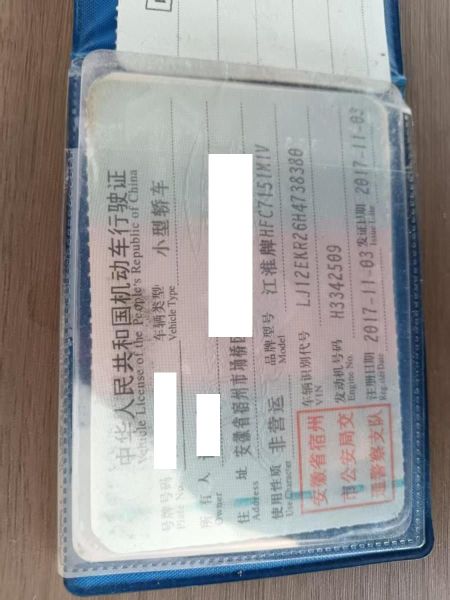 中华人民共和国机动车行驶证
Vehicle License of the People's Republic of China
号牌号码
Plate No.
车辆类型 小型轿车
Vehicle Type
所有人
Owner
住址 安徽省宿州市埇桥区
Address
使用性质 非营运
Use Character
品牌型号 江淮牌HFC7151M1V
Model
安徽省宿州
市公安局交
通警察支队
车辆识别代号 LJ12EKR26H4738380
VIN
发动机号码 H3342509
Engine No.
注册日期 2017-11-03 发证日期 2017-11-03
Register Date Issue Date